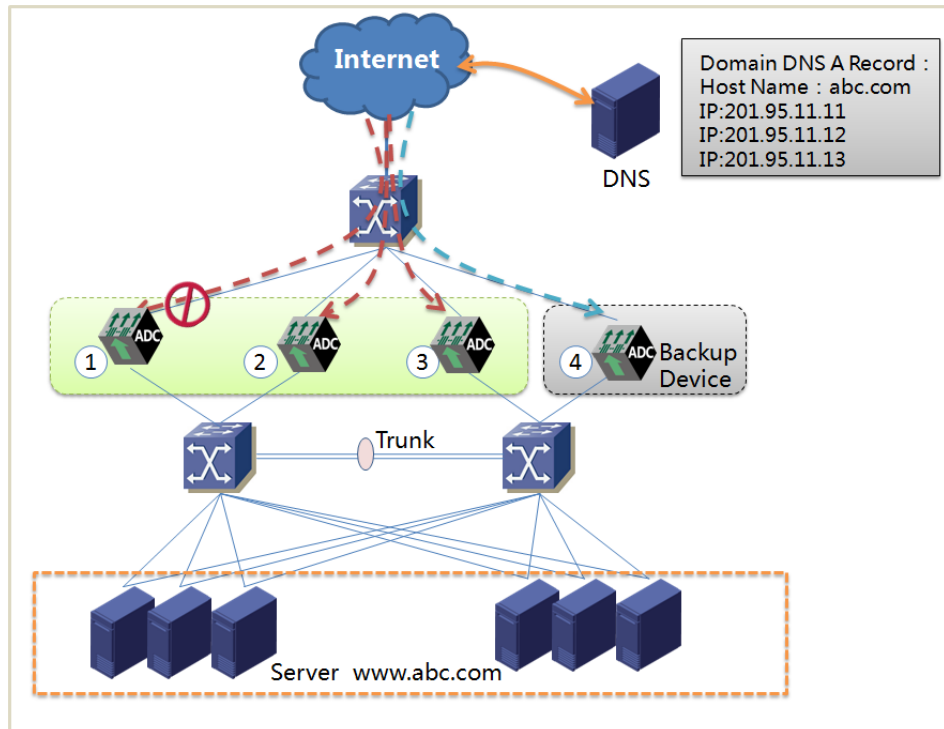 Internet
Domain DNS A Record：
Host Name：abc.com
IP:201.95.11.11
IP:201.95.11.12
IP:201.95.11.13
DNS
ADC
ADC
ADC
ADC
1
2
3
4
Backup
Device
Trunk
Server www.abc.com